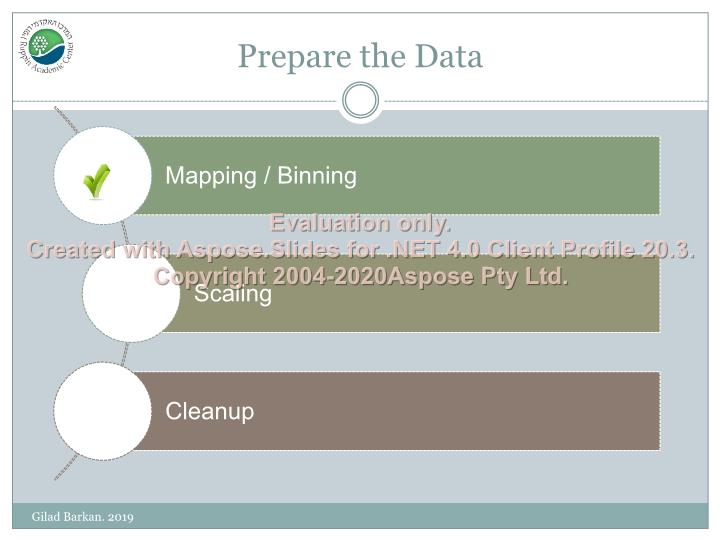 המרכז האקדמי רופין
Ruppin Academic Center
Prepare the Data
Mapping / Binning
Evaluation only.
Created with Aspose.Slides for .NET 4.0 Client Profile 20.3.
Copyright 2004-2020Aspose Pty Ltd.
Scaling
Cleanup
Gilad Barkan. 2019